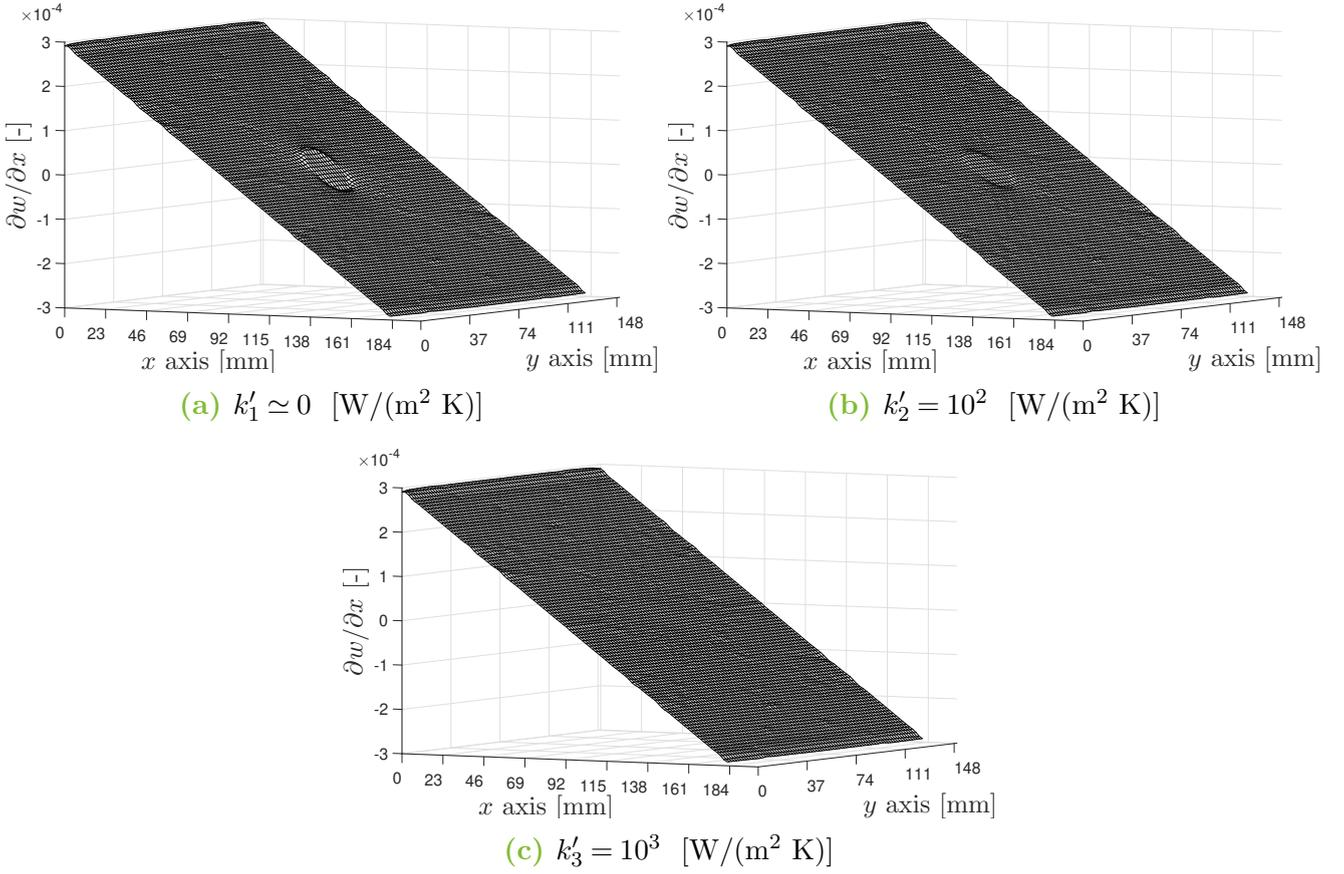 ×10⁻⁴
3
2
1
0
-1
-2
-3
∂w/∂x [-]
0 23 46 69 92 115 138 161 184
x axis [mm]
0 37 74 111 148
y axis [mm]
(a) k′₁ ≃ 0 [W/(m² K)]
×10⁻⁴
3
2
1
0
-1
-2
-3
∂w/∂x [-]
0 23 46 69 92 115 138 161 184
x axis [mm]
0 37 74 111 148
y axis [mm]
(b) k′₂ = 10² [W/(m² K)]
×10⁻⁴
3
2
1
0
-1
-2
-3
∂w/∂x [-]
0 23 46 69 92 115 138 161 184
x axis [mm]
0 37 74 111 148
y axis [mm]
(c) k′₃ = 10³ [W/(m² K)]